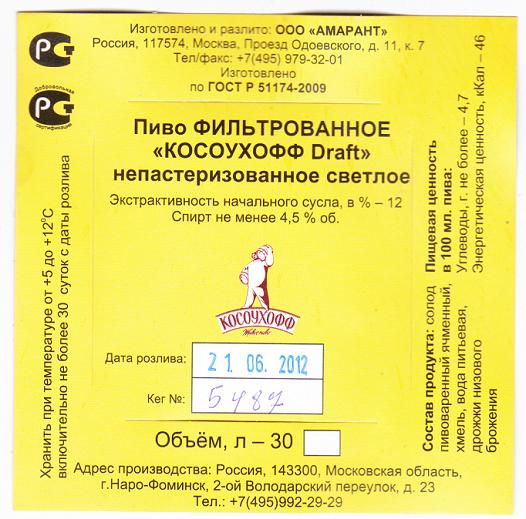 Изготовлено и разлито: ООО «АМАРАНТ»
Россия, 117574, Москва, Проезд Одоевского, д. 11, к. 7
Тел/факс: +7(495) 979-32-01
Изготовлено
по ГОСТ Р 51174-2009
Добровольная
сертификация
Пиво ФИЛЬТРОВАННОЕ
«КОСОУХОФФ Draft»
непастеризованное светлое
Экстрактивность начального сусла, в % – 12
Спирт не менее 4,5 % об.
КОСОУХОФФ
Дата розлива:
21 06. 2012
Кег №:
5487
Объём, л – 30
Адрес производства: Россия, 143300, Московская область,
г.Наро-Фоминск, 2-ой Володарский переулок, д. 23
Тел.: +7(495)992-29-29
Хранить при температуре от +5 до +12°С
включительно не более 30 суток с даты розлива
Пищевая ценность
в 100 мл. пива:
Углеводы, г. не более – 4,7
Энергетическая ценность, кКал – 46
Состав продукта: солод
пивоваренный ячменный,
хмель, вода питьевая,
дрожжи низового
брожения